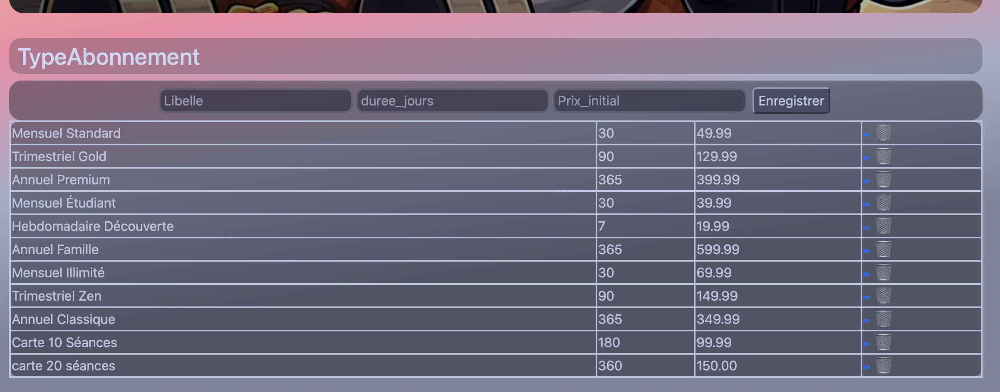 TypeAbonnement
Libelle duree_jours Prix_initial Enregistrer
Mensuel Standard 30 49.99
Trimestriel Gold 90 129.99
Annuel Premium 365 399.99
Mensuel Étudiant 30 39.99
Hebdomadaire Découverte 7 19.99
Annuel Famille 365 599.99
Mensuel Illimité 30 69.99
Trimestriel Zen 90 149.99
Annuel Classique 365 349.99
Carte 10 Séances 180 99.99
carte 20 séances 360 150.00